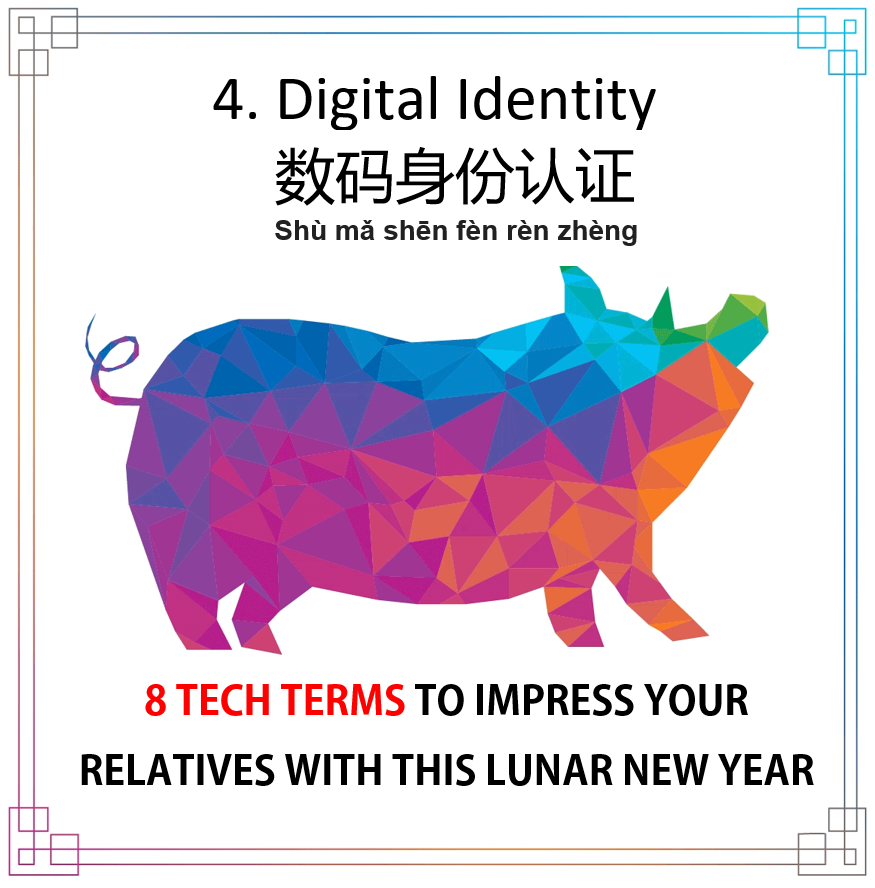 4. Digital Identity
数码身份认证
Shù mǎ shēn fèn rèn zhèng
8 TECH TERMS TO IMPRESS YOUR
RELATIVES WITH THIS LUNAR NEW YEAR